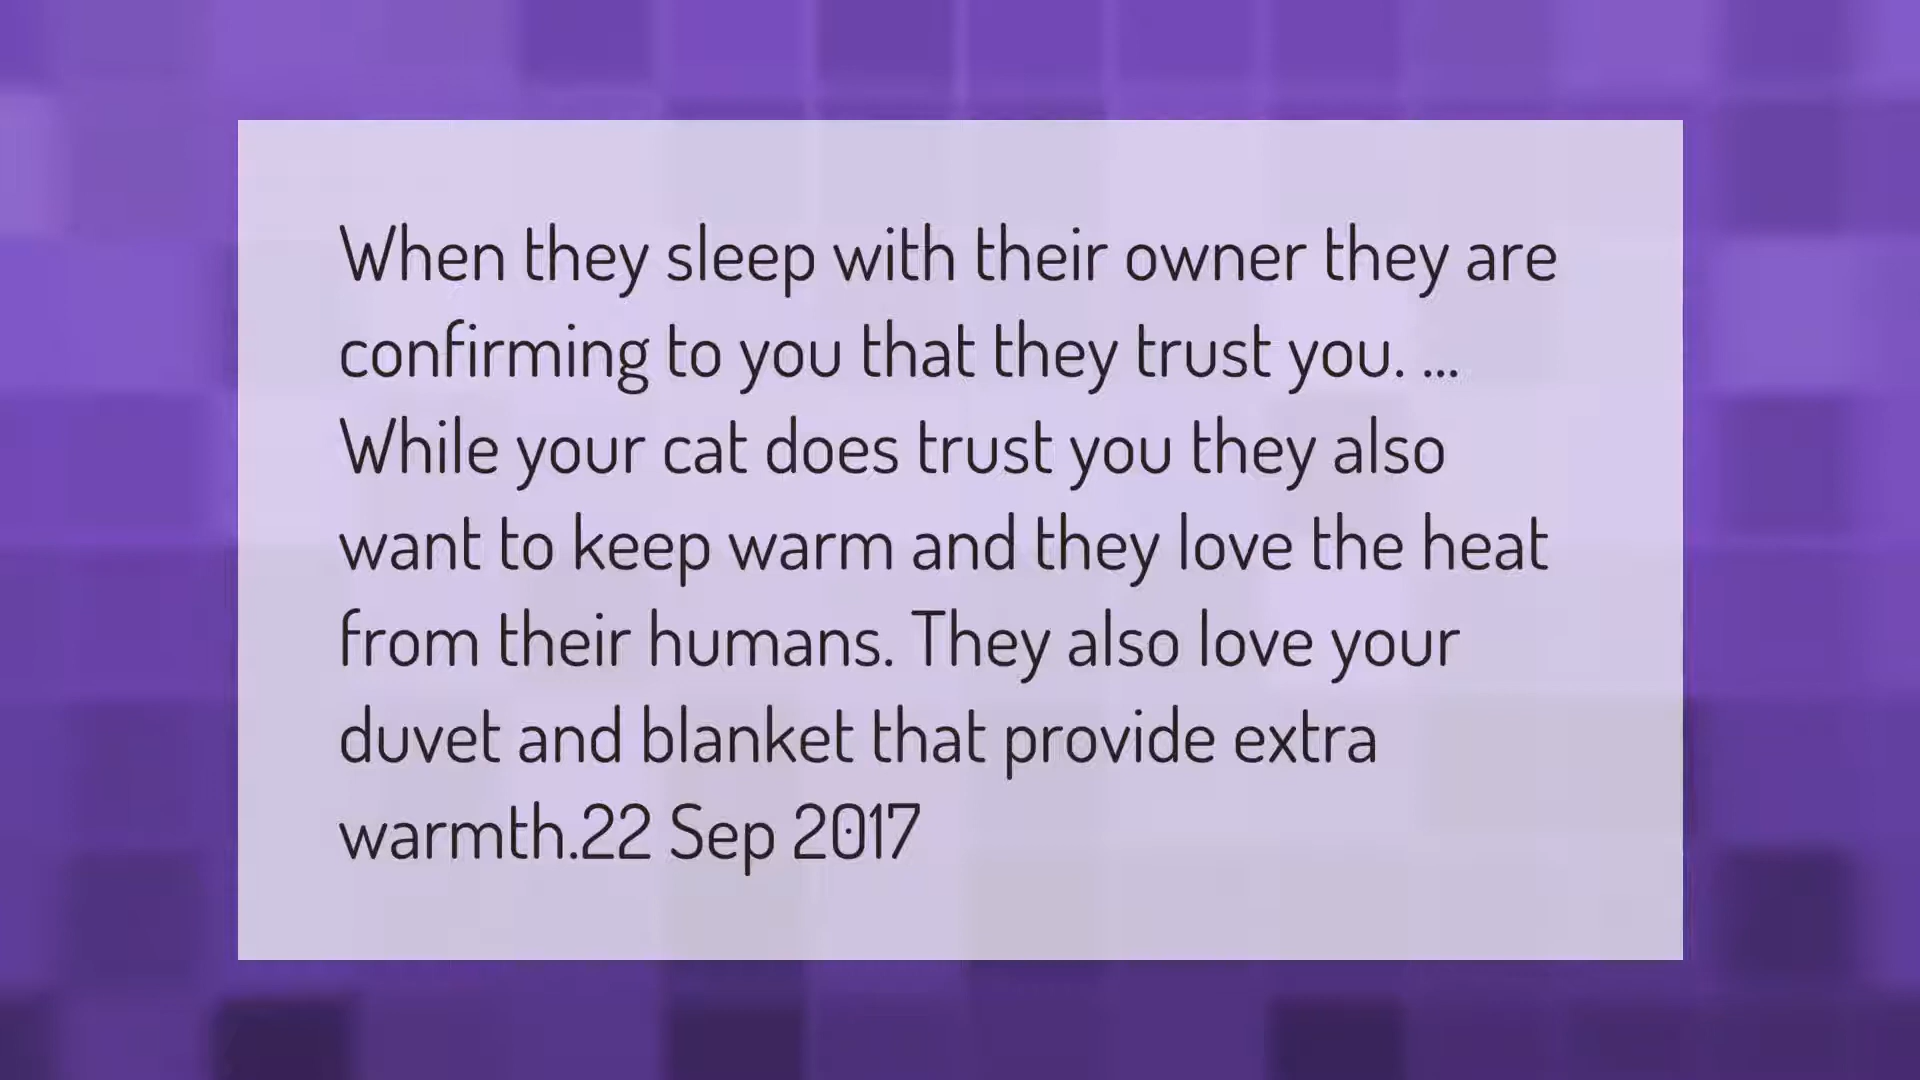 When they sleep with their owner they are
confirming to you that they trust you. ...
While your cat does trust you they also
want to keep warm and they love the heat
from their humans. They also love your
duvet and blanket that provide extra
warmth.22 Sep 2017